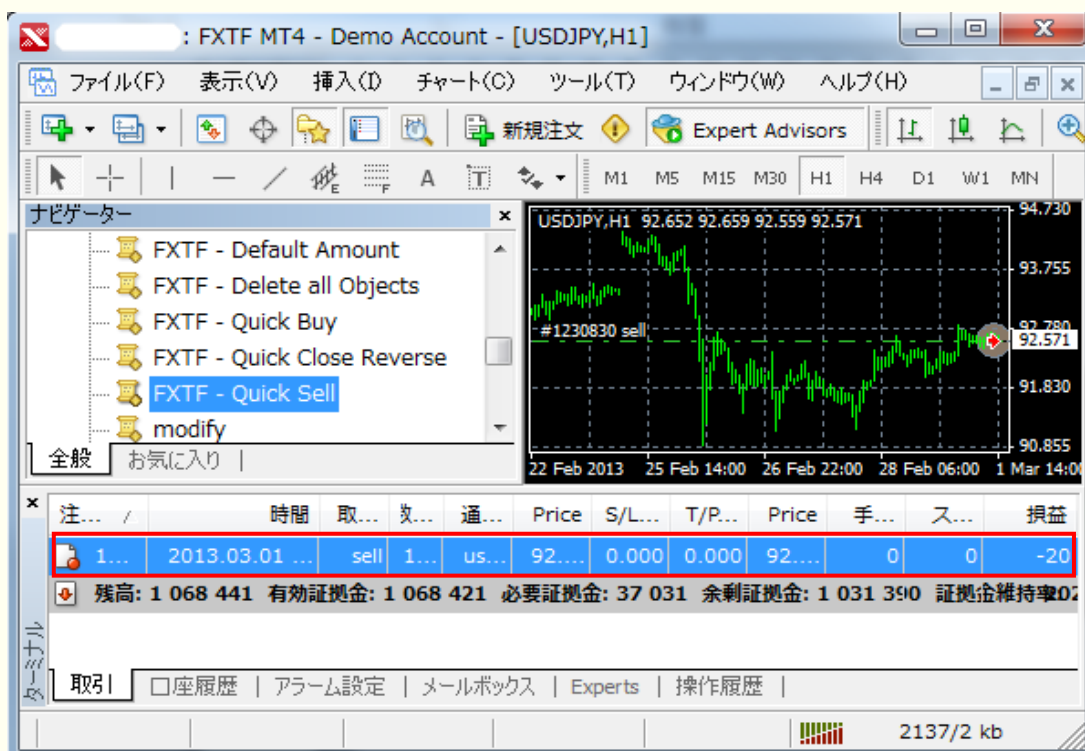 : FXTF MT4 - Demo Account - [USDJPY,H1]
ファイル(F) 表示(V) 挿入(I) チャート(C) ツール(T) ウィンドウ(W) ヘルプ(H)
新規注文 Expert Advisors
A T E F M1 M5 M15 M30 H1 H4 D1 W1 MN
ナビゲーター
FXTF - Default Amount
FXTF - Delete all Objects
FXTF - Quick Buy
FXTF - Quick Close Reverse
FXTF - Quick Sell
modify
全般 お気に入り
USDJPY,H1 92.652 92.659 92.559 92.571
#1230830 sell
94.730
93.755
92.780
92.571
91.830
90.855
22 Feb 2013 25 Feb 14:00 26 Feb 22:00 28 Feb 06:00 1 Mar 14:00
注... / 時間 取... 数... 通... Price S/L... T/P... Price 手... ス... 損益
1... 2013.03.01 ... sell 1... us... 92.... 0.000 0.000 92.... 0 0 -20
残高: 1 068 441 有効証拠金: 1 068 421 必要証拠金: 37 031 余剰証拠金: 1 031 390 証拠金維持率:
ターミナル
取引 口座履歴 アラーム設定 メールボックス Experts 操作履歴
2137/2 kb